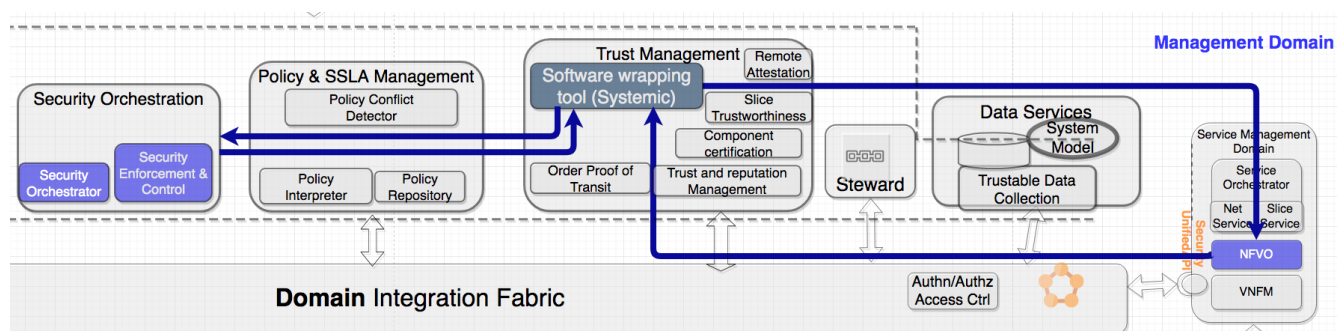 Management Domain
Security Orchestration
Security
Orchestrator
Security
Enforcement &
Control
Policy & SSLA Management
Policy Conflict
Detector
Policy
Interpreter
Policy
Repository
Trust Management
Software wrapping
tool (Systemic)
Remote
Attestation
Slice
Trustworthiness
Component
certification
Order Proof of
Transit
Trust and reputation
Management
Steward
Data Services
System
Model
Trustable Data
Collection
Service Management
Domain
Service
Orchestrator
Net
Service
Slice
Service
NFVO
VNFM
Security
Unified API
Domain Integration Fabric
Authn/Authz
Access Ctrl